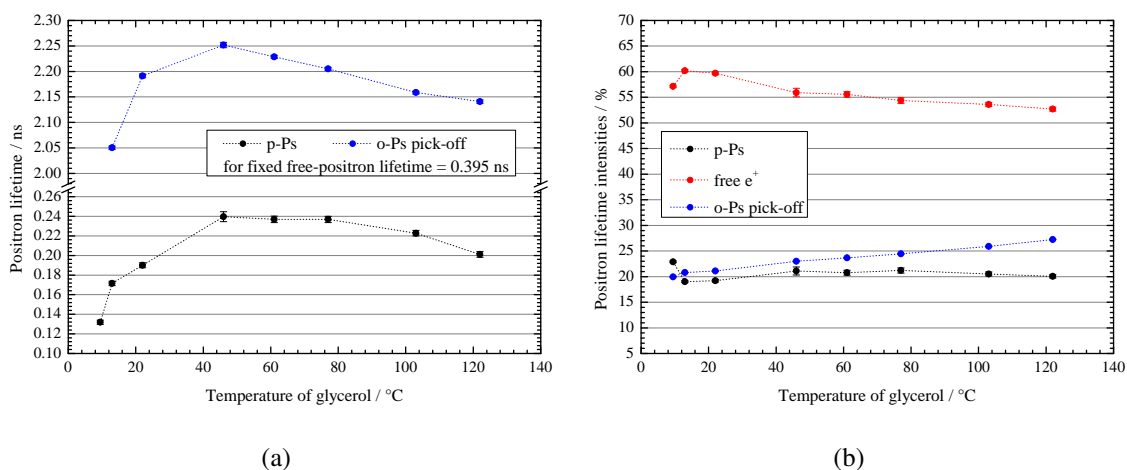 2.30
2.25
2.20
2.15
2.10
2.05
2.00
0.26
0.24
0.22
0.20
0.18
0.16
0.14
0.12
0.10
0 20 40 60 80 100 120 140
Positron lifetime / ns
Temperature of glycerol / °C
p-Ps o-Ps pick-off
for fixed free-positron lifetime = 0.395 ns
(a)
70
65
60
55
50
45
40
35
30
25
20
15
10
5
0 20 40 60 80 100 120 140
Positron lifetime intensities / %
Temperature of glycerol / °C
p-Ps
free e⁺
o-Ps pick-off
(b)